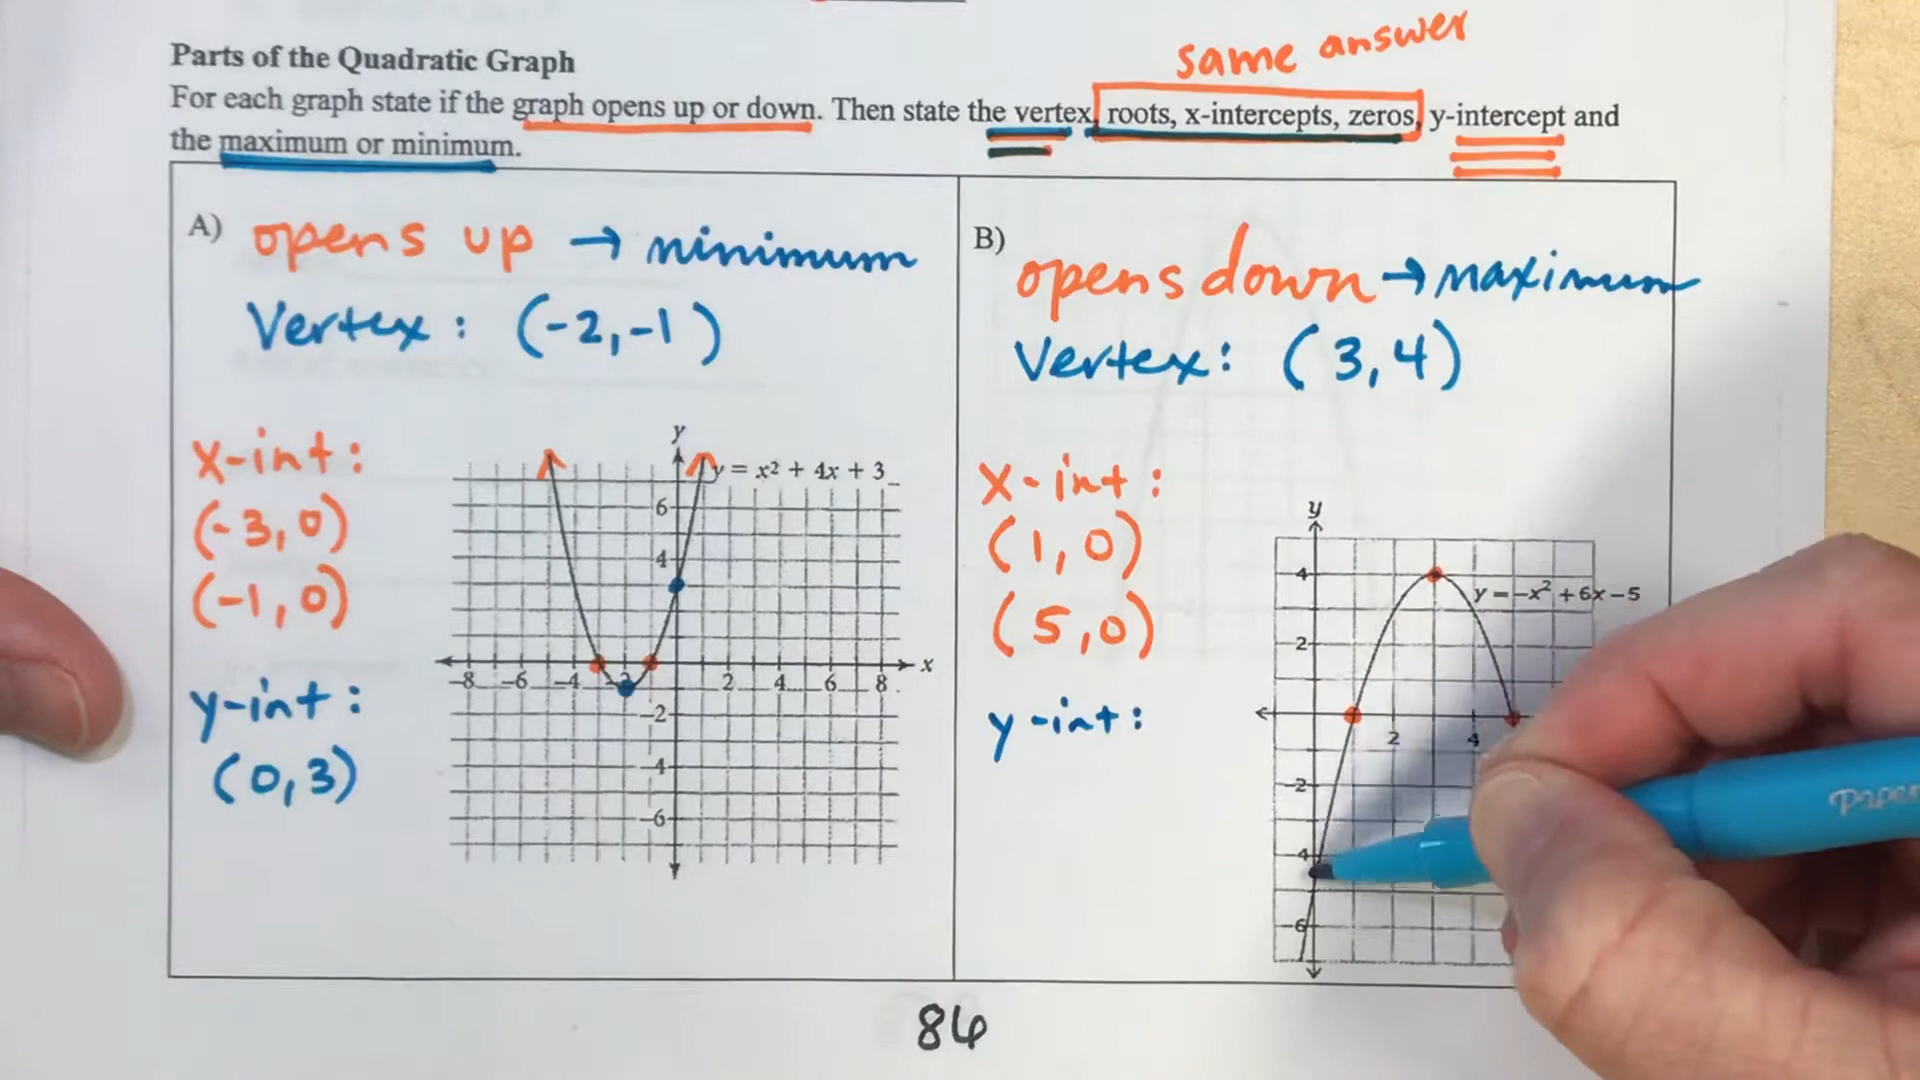 same answer
Parts of the Quadratic Graph
For each graph state if the graph opens up or down. Then state the vertex, roots, x-intercepts, zeros, y-intercept and
the maximum or minimum.
A) opens up → minimum
Vertex: (-2,-1)
x-int:
(-3,0)
(-1,0)
y-int:
(0,3)
y
y = x² + 4x + 3
6
4
-8 -6 -4 -2 2 4 6 8 x
-2
-4
-6
B)
opens down → maximum
Vertex: (3,4)
x-int:
(1,0)
(5,0)
y-int:
y
4
y = -x² + 6x - 5
2
2 4
-2
-4
-6
Paper
86